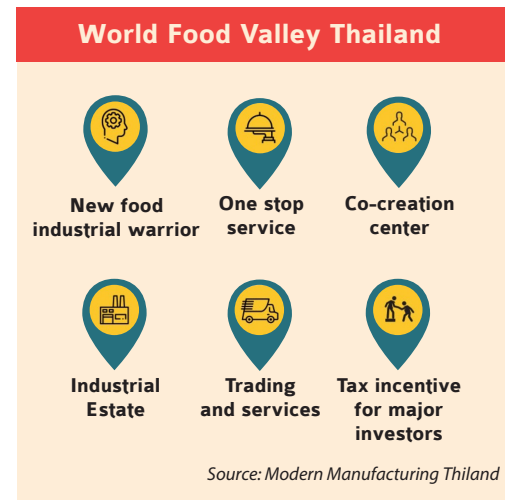 World Food Valley Thailand
New food
industrial warrior
One stop
service
Co-creation
center
Industrial
Estate
Trading
and services
Tax incentive
for major
investors
Source: Modern Manufacturing Thiland